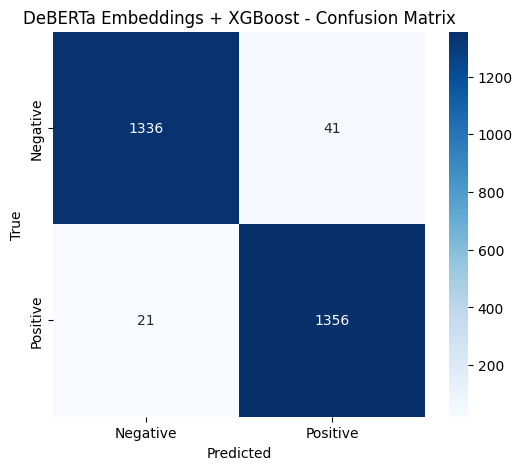 DeBERTa Embeddings + XGBoost - Confusion Matrix
Negative
1336
41
Positive
21
1356
True
Negative
Positive
Predicted
1200
1000
800
600
400
200